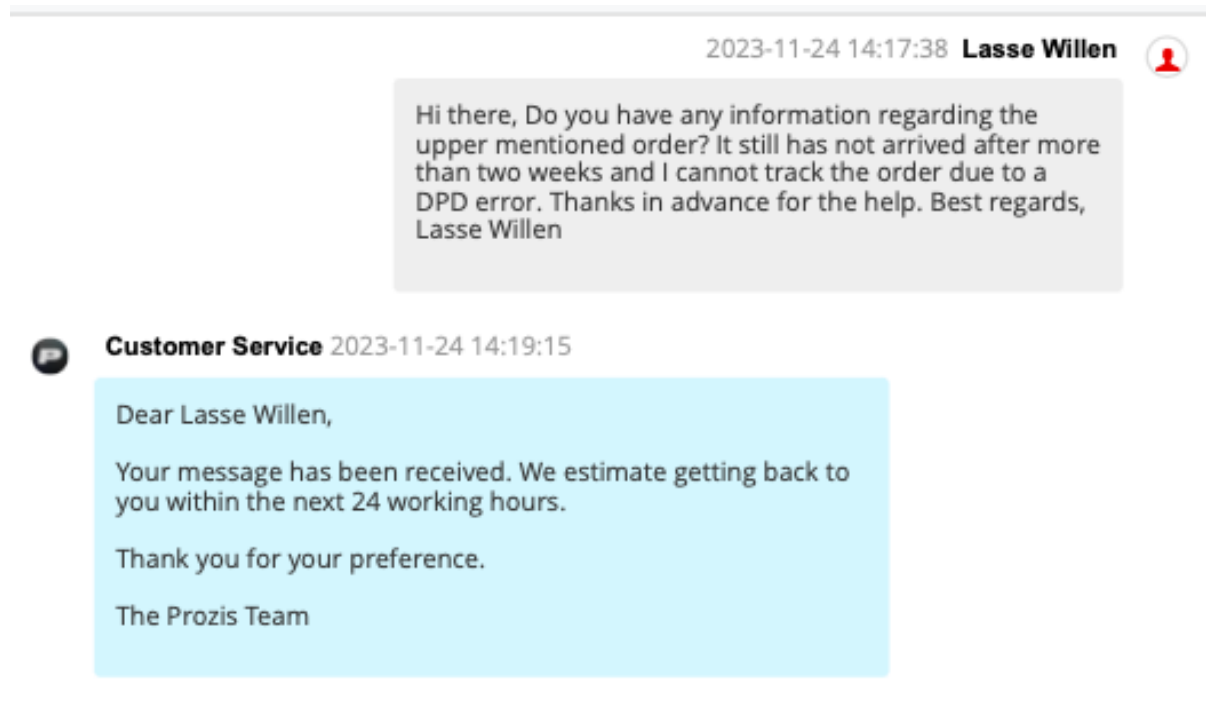 2023-11-24 14:17:38 Lasse Willen
Hi there, Do you have any information regarding the
upper mentioned order? It still has not arrived after more
than two weeks and I cannot track the order due to a
DPD error. Thanks in advance for the help. Best regards,
Lasse Willen
Customer Service 2023-11-24 14:19:15
Dear Lasse Willen,
Your message has been received. We estimate getting back to
you within the next 24 working hours.
Thank you for your preference.
The Prozis Team